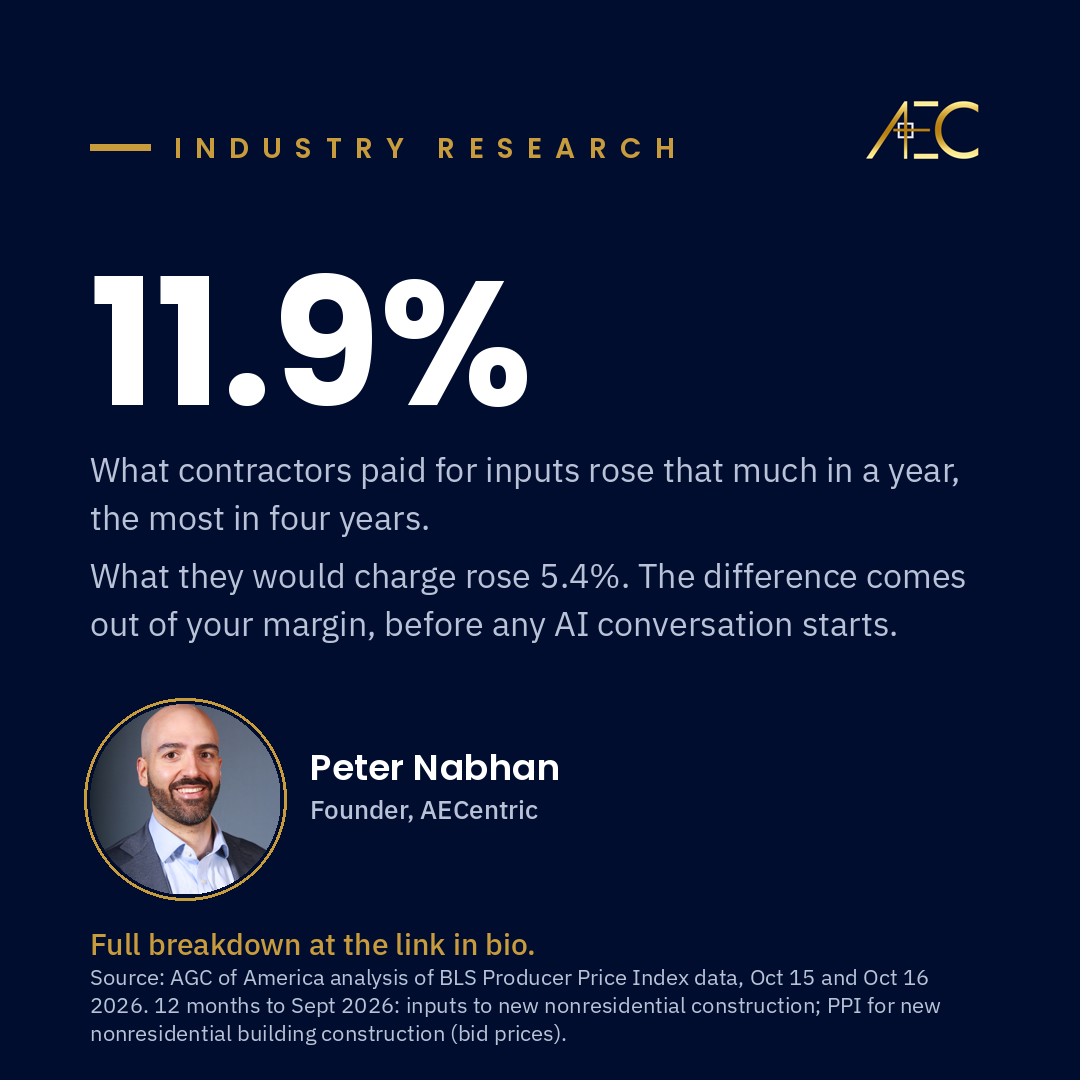 INDUSTRY RESEARCH
AEC
11.9%
What contractors paid for inputs rose that much in a year,
the most in four years.
What they would charge rose 5.4%. The difference comes
out of your margin, before any AI conversation starts.
Peter Nabhan
Founder, AECentric
Full breakdown at the link in bio.
Source: AGC of America analysis of BLS Producer Price Index data, Oct 15 and Oct 16
2026. 12 months to Sept 2026: inputs to new nonresidential construction; PPI for new
nonresidential building construction (bid prices).